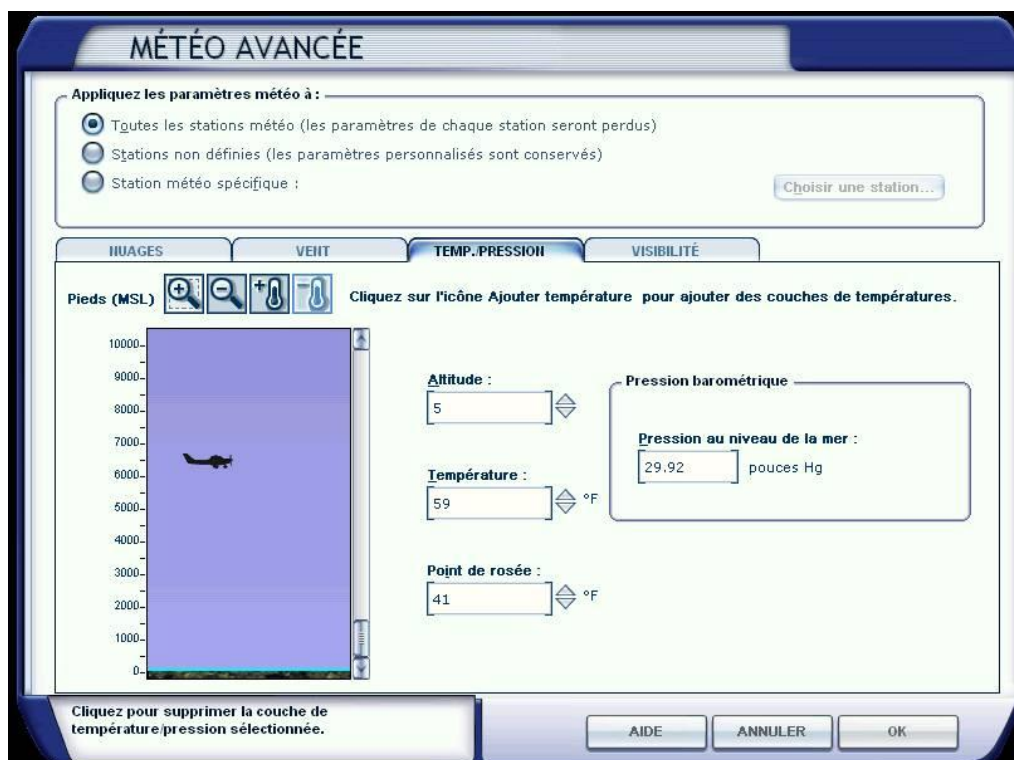 MÉTÉO AVANCÉE
Appliquez les paramètres météo à :
Toutes les stations météo (les paramètres de chaque station seront perdus)
Stations non définies (les paramètres personnalisés sont conservés)
Station météo spécifique :
Choisir une station...
NUAGES
VENT
TEMP./PRESSION
VISIBILITÉ
Pieds (MSL)
Cliquez sur l'icône Ajouter température pour ajouter des couches de températures.
10000
9000
8000
7000
6000
5000
4000
3000
2000
1000
0
Altitude :
5
Température :
59 °F
Point de rosée :
41 °F
Pression barométrique
Pression au niveau de la mer :
29.92 pouces Hg
Cliquez pour supprimer la couche de
température/pression sélectionnée.
AIDE
ANNULER
OK